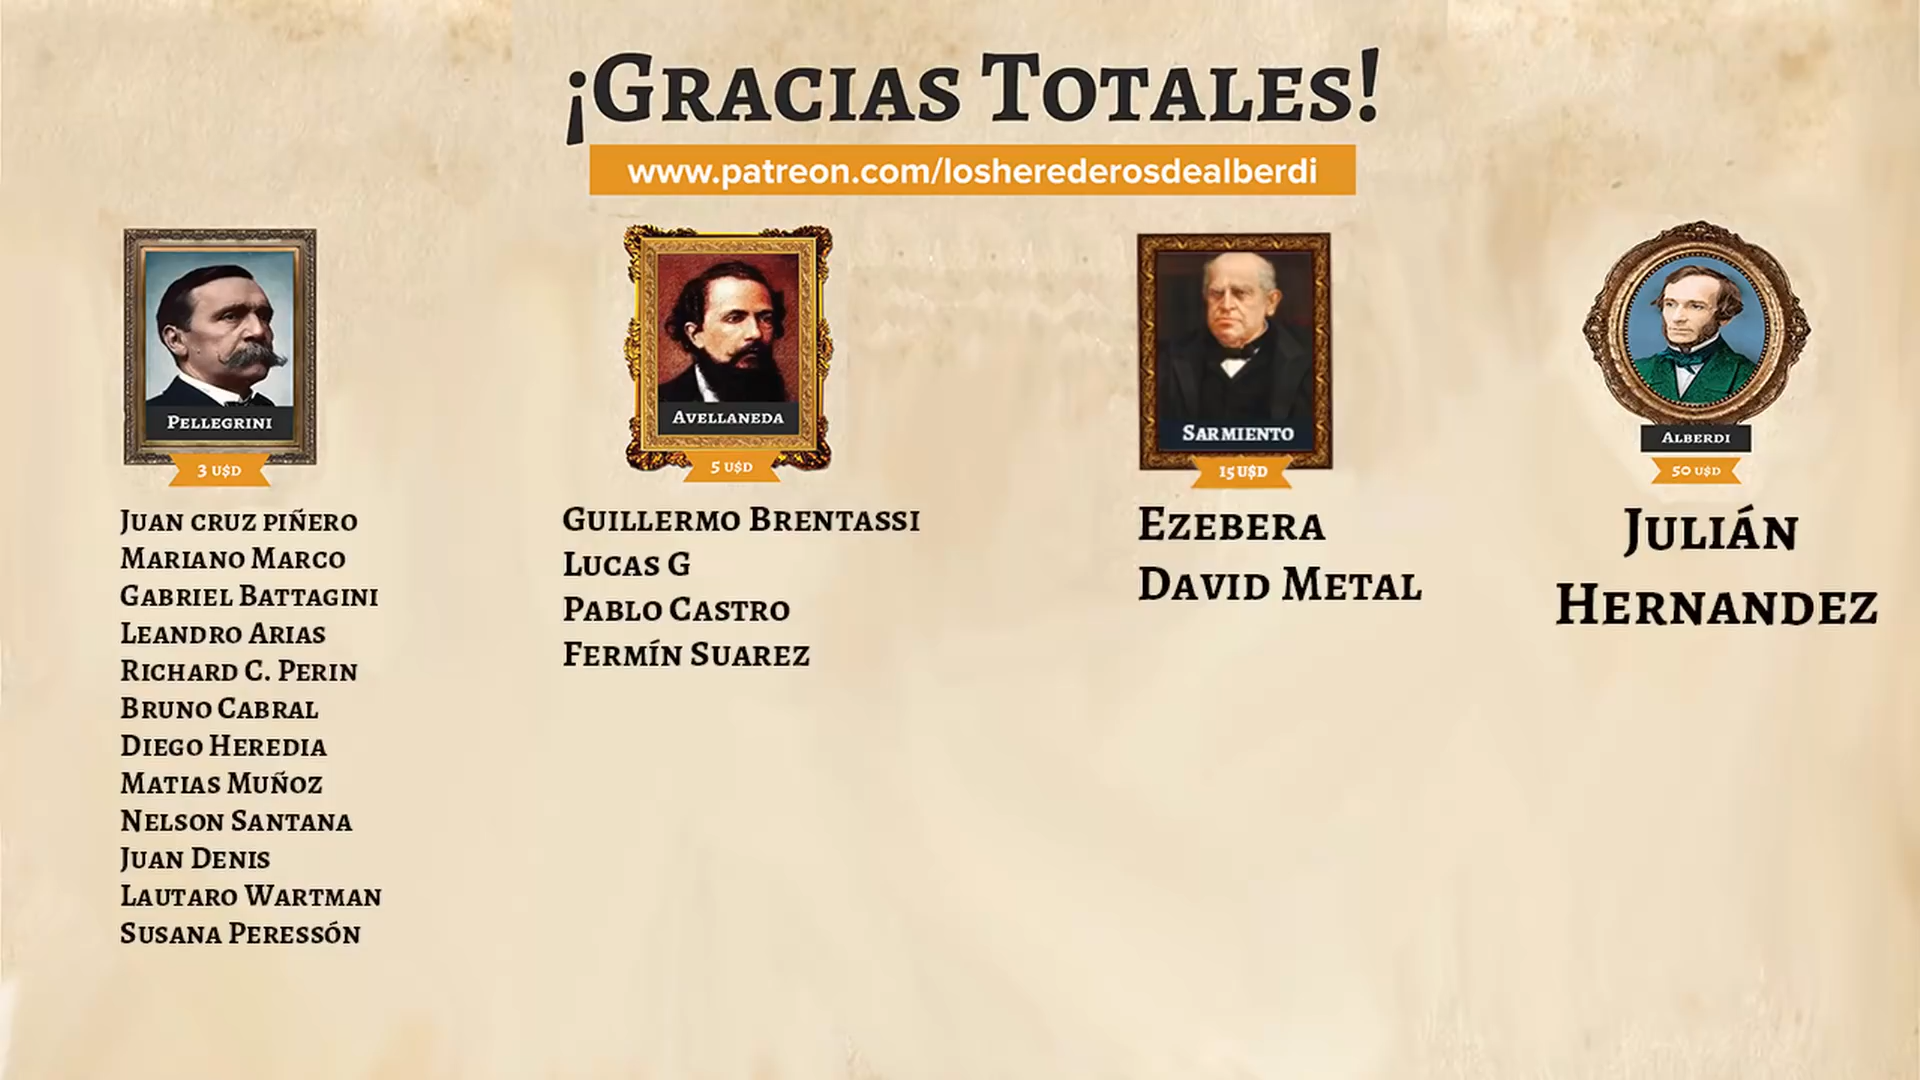 ¡Gracias Totales!
www.patreon.com/losherederosdealberdi
Pellegrini
3 U$D
Juan cruz piñero
Mariano Marco
Gabriel Battagini
Leandro Arias
Richard C. Perin
Bruno Cabral
Diego Heredia
Matias Muñoz
Nelson Santana
Juan Denis
Lautaro Wartman
Susana Peressón
Avellaneda
5 U$D
Guillermo Brentassi
Lucas G
Pablo Castro
Fermín Suarez
Sarmiento
15 U$D
Ezebera
David Metal
Alberdi
50 U$D
Julián
Hernandez